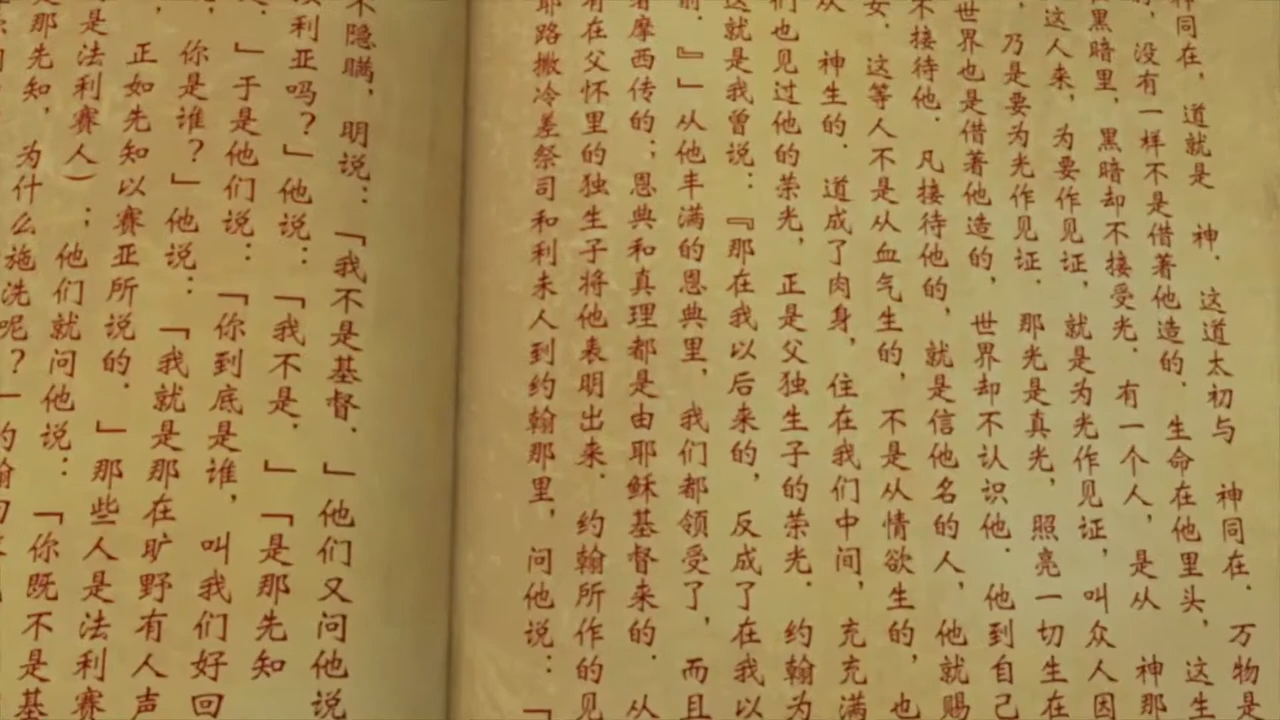 神同在，道就是　神．这道太初与　神同在．万物是
的，没有一样不是借著他造的．生命在他里头，这生
在黑暗里，黑暗却不接受光．有一个人，是从　神那
这人来，为要作见证，就是为光作见证，叫众人因
乃是要为光作见证．那光是真光，照亮一切生在
世界也是借著他造的，世界却不认识他．他到自己
不接待他．凡接待他的，就是信他名的人，他就赐
女．这等人不是从血气生的，不是从情欲生的，也
从　神生的．道成了肉身，住在我们中间，充充满
们也见过他的荣光，正是父独生子的荣光．约翰为
这就是我曾说：『那在我以后来的，反成了在我以
前．』」从他丰满的恩典里，我们都领受了，而且
著摩西传的；恩典和真理都是由耶稣基督来的．从
有在父怀里的独生子将他表明出来．约翰所作的见
耶路撒冷差祭司和利未人到约翰那里，问他说：「
不隐瞒，明说：「我不是基督．」他们又问他说
利亚吗？」他说：「我不是．」「是那先知
．」于是他们说：「你到底是谁，叫我们好回
你是谁？」他说：「我就是那在旷野有人声
正如先知以赛亚所说的．」那些人是法利赛
是法利赛人）；他们就问他说：「你既不是基
是那先知，为什么施洗呢？」